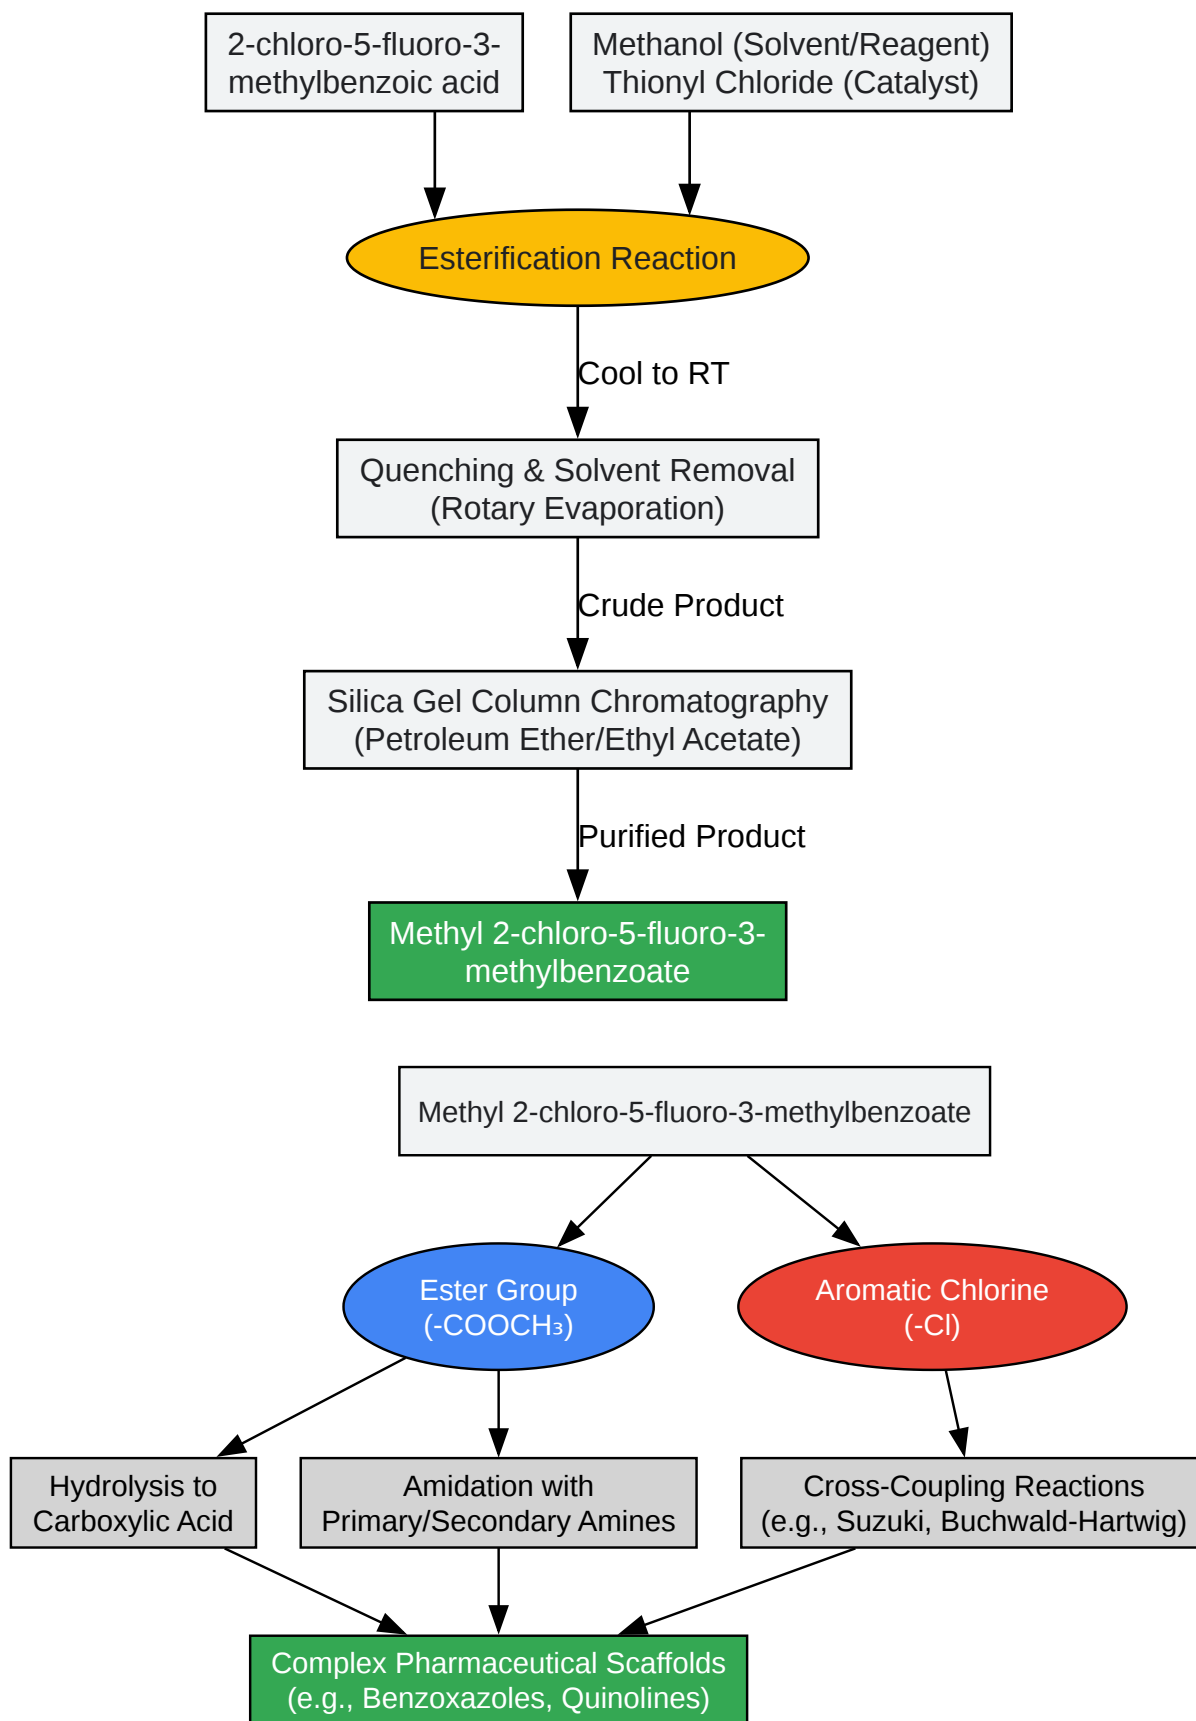 2-chloro-5-fluoro-3-
methylbenzoic acid
Methanol (Solvent/Reagent)
Thionyl Chloride (Catalyst)
Esterification Reaction
Cool to RT
Quenching & Solvent Removal
(Rotary Evaporation)
Crude Product
Silica Gel Column Chromatography
(Petroleum Ether/Ethyl Acetate)
Purified Product
Methyl 2-chloro-5-fluoro-3-
methylbenzoate
Methyl 2-chloro-5-fluoro-3-methylbenzoate
Ester Group
(-COOCH₃)
Aromatic Chlorine
(-Cl)
Hydrolysis to
Carboxylic Acid
Amidation with
Primary/Secondary Amines
Cross-Coupling Reactions
(e.g., Suzuki, Buchwald-Hartwig)
Complex Pharmaceutical Scaffolds
(e.g., Benzoxazoles, Quinolines)